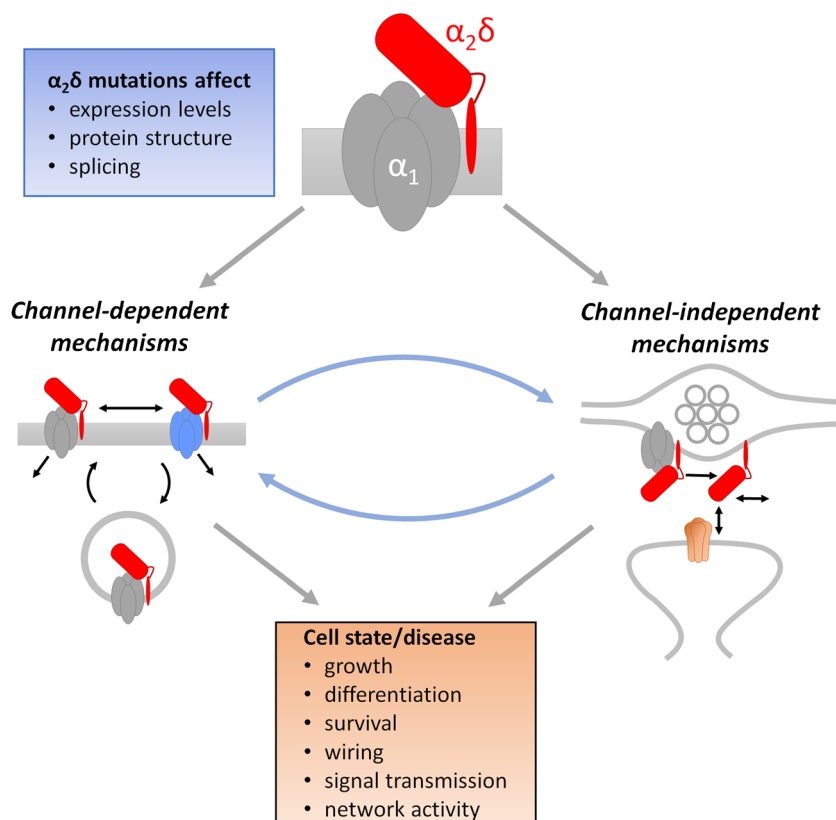 α₂δ
α₂δ mutations affect
• expression levels
• protein structure
• splicing
α₁
Channel-dependent
mechanisms
Channel-independent
mechanisms
Cell state/disease
• growth
• differentiation
• survival
• wiring
• signal transmission
• network activity